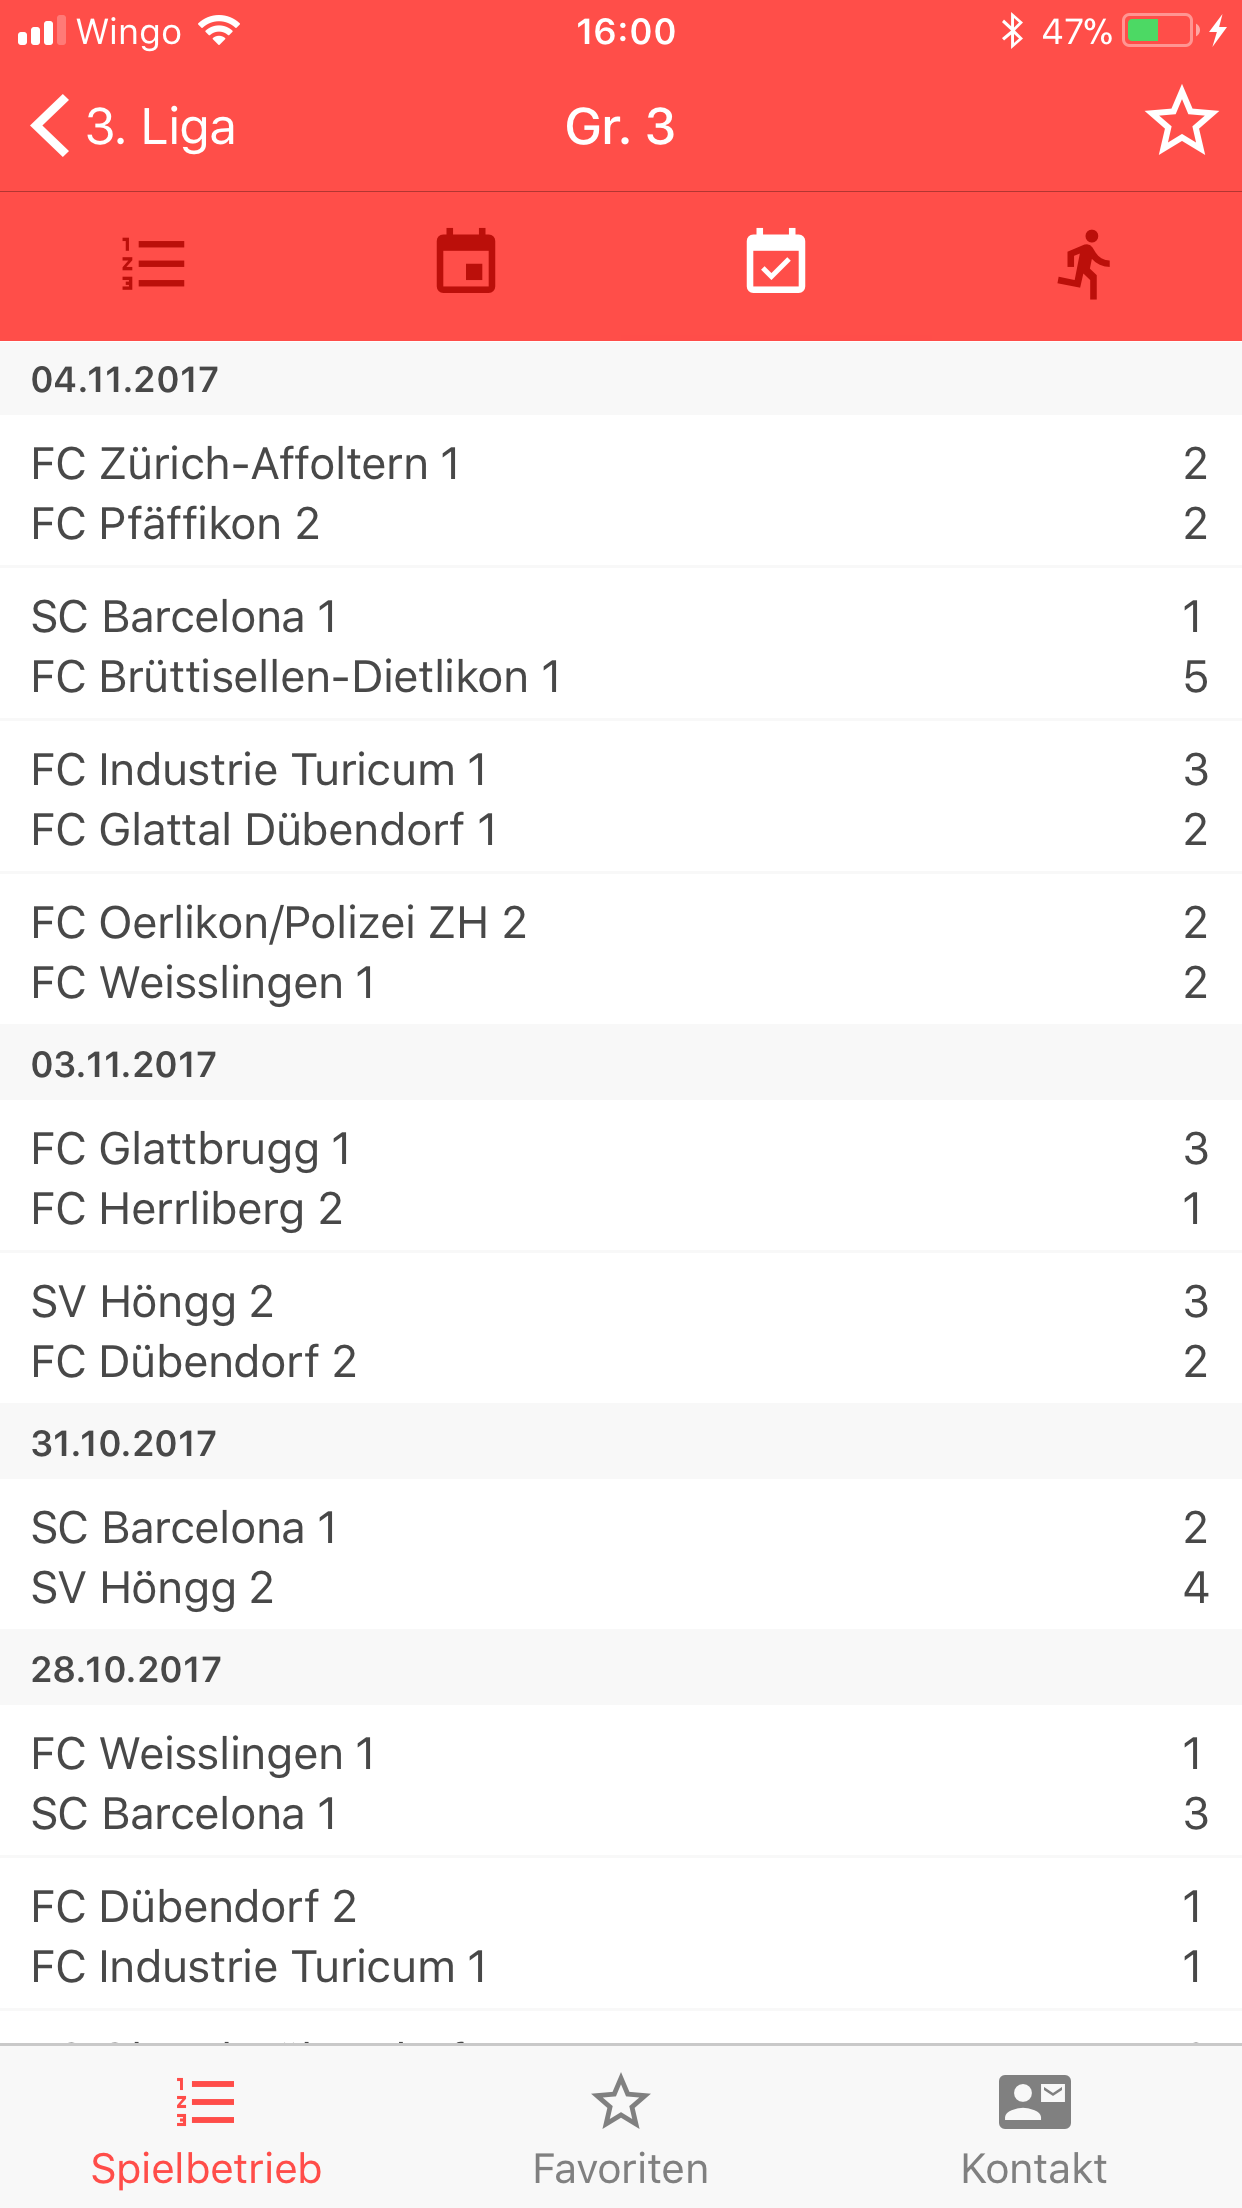 Wingo 16:00 47%
3. Liga Gr. 3
04.11.2017
FC Zürich-Affoltern 1 2
FC Pfäffikon 2 2
SC Barcelona 1 1
FC Brüttisellen-Dietlikon 1 5
FC Industrie Turicum 1 3
FC Glattal Dübendorf 1 2
FC Oerlikon/Polizei ZH 2 2
FC Weisslingen 1 2
03.11.2017
FC Glattbrugg 1 3
FC Herrliberg 2 1
SV Höngg 2 3
FC Dübendorf 2 2
31.10.2017
SC Barcelona 1 2
SV Höngg 2 4
28.10.2017
FC Weisslingen 1 1
SC Barcelona 1 3
FC Dübendorf 2 1
FC Industrie Turicum 1 1
Spielbetrieb Favoriten Kontakt